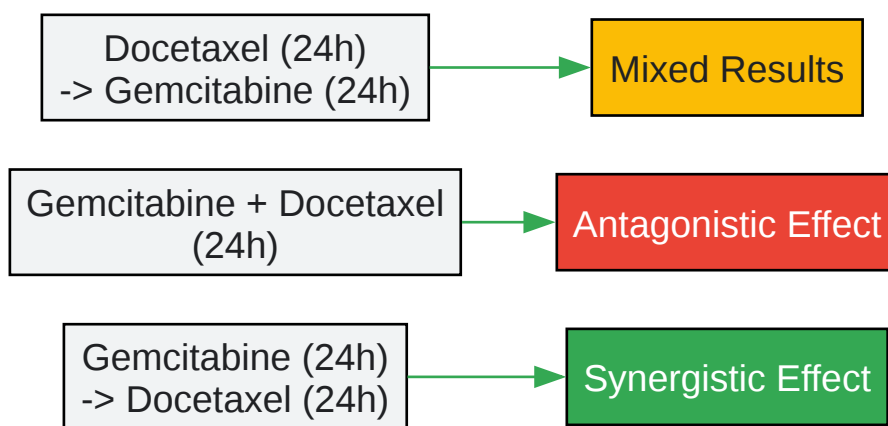 Docetaxel (24h)
-> Gemcitabine (24h)
Mixed Results
Gemcitabine + Docetaxel
(24h)
Antagonistic Effect
Gemcitabine (24h)
-> Docetaxel (24h)
Synergistic Effect